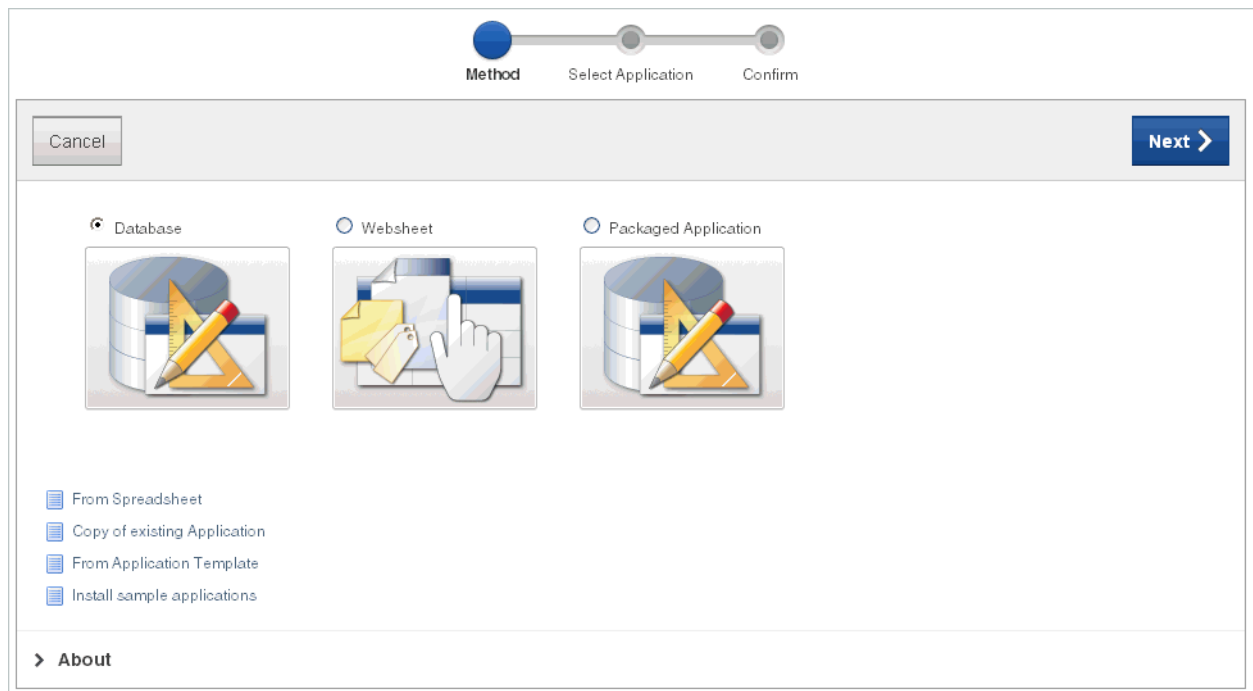 Method Select Application Confirm
Cancel Next
Database Websheet Packaged Application
From Spreadsheet
Copy of existing Application
From Application Template
Install sample applications
About